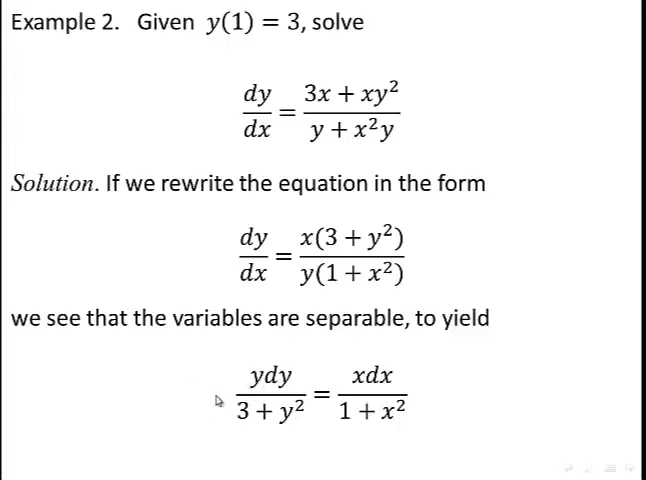 Example 2. Given y(1) = 3, solve
dy/dx = (3x + xy²)/(y + x²y)
Solution. If we rewrite the equation in the form
dy/dx = x(3 + y²)/y(1 + x²)
we see that the variables are separable, to yield
ydy/(3 + y²) = xdx/(1 + x²)